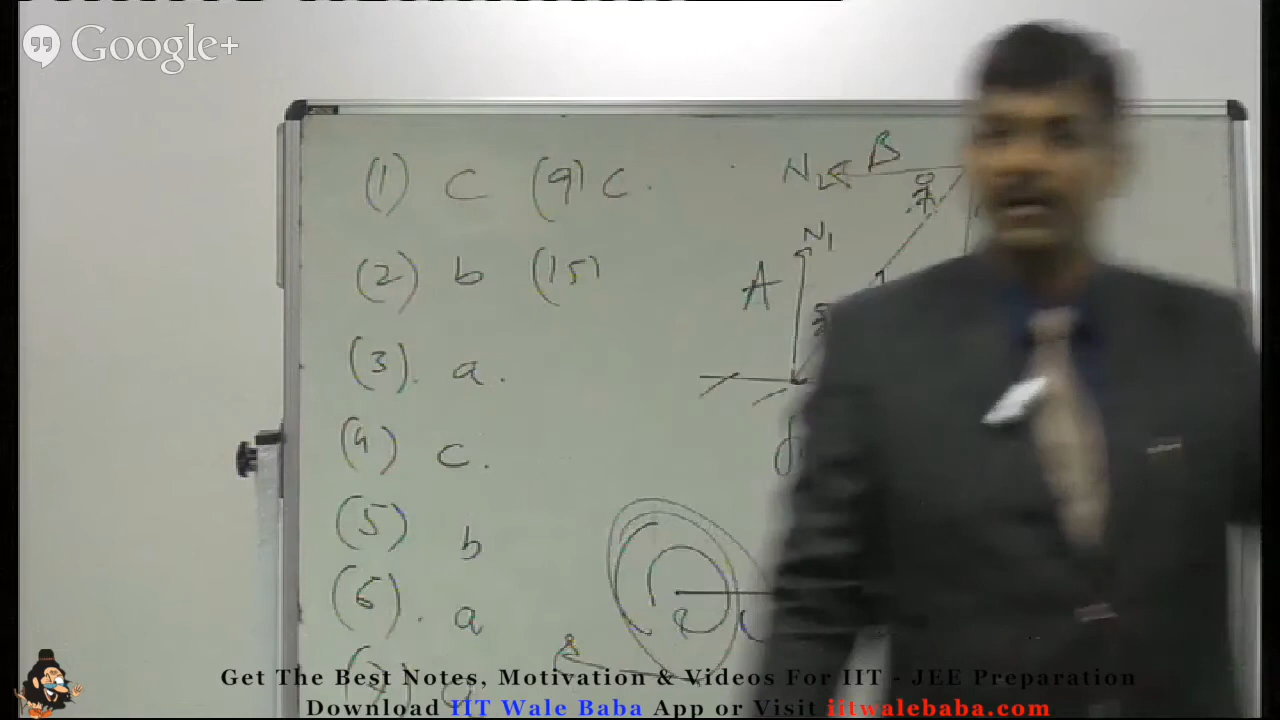 Google+
(1) c (9) c.
(2) b (15)
(3). a.
(4) c.
(5) b
(6). a
N2 B
N1
A
Get The Best Notes, Motivation & Videos For IIT - JEE Preparation
Download IIT Wale Baba App or Visit iitwalebaba.com